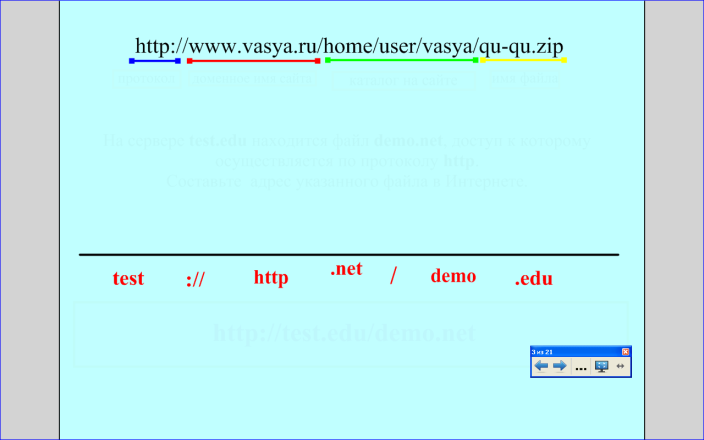 http://www.vasya.ru/home/user/vasya/qu-qu.zip
протокол доменное имя сайта каталог на сайте имя файла
На сервере test.edu находится файл demo.net, доступ к которому
осуществляется по протоколу http.
Составьте адрес указанного файла в Интернете.
test :// http .net / demo .edu
http://test.edu/demo.net
3 из 21